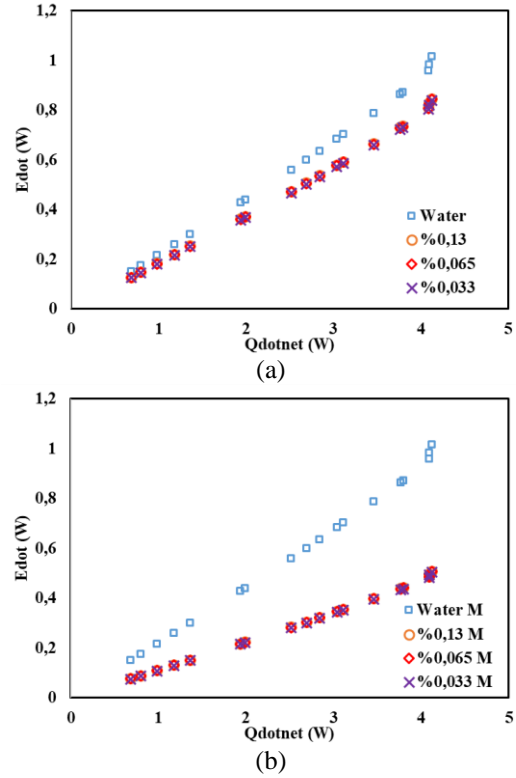 1,2
1
0,8
0,6
0,4
0,2
0
Edot (W)
Water
%0,13
%0,065
%0,033
0 1 2 3 4 5
Qdotnet (W)
(a)
1,2
1
0,8
0,6
0,4
0,2
0
Edot (W)
Water M
%0,13 M
%0,065 M
%0,033 M
0 1 2 3 4 5
Qdotnet (W)
(b)